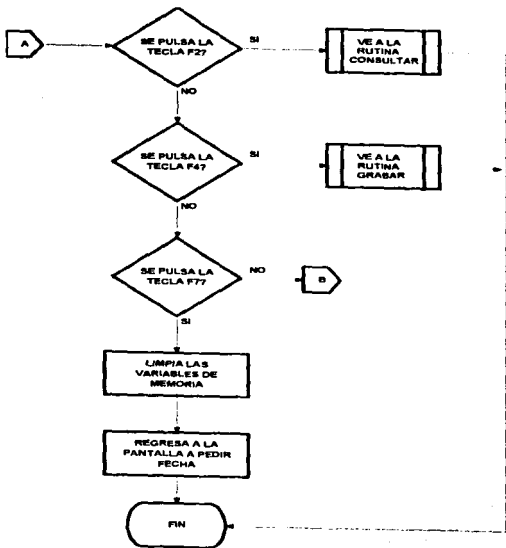 A
SE PULSA LA
TECLA F2?
SI
VE A LA
RUTINA
CONSULTAR
NO
SE PULSA LA
TECLA F4?
SI
VE A LA
RUTINA
GRABAR
NO
SE PULSA LA
TECLA F7?
NO
B
SI
LIMPIA LAS
VARIABLES DE
MEMORIA
REGRESA A LA
PANTALLA A PEDIR
FECHA
FIN